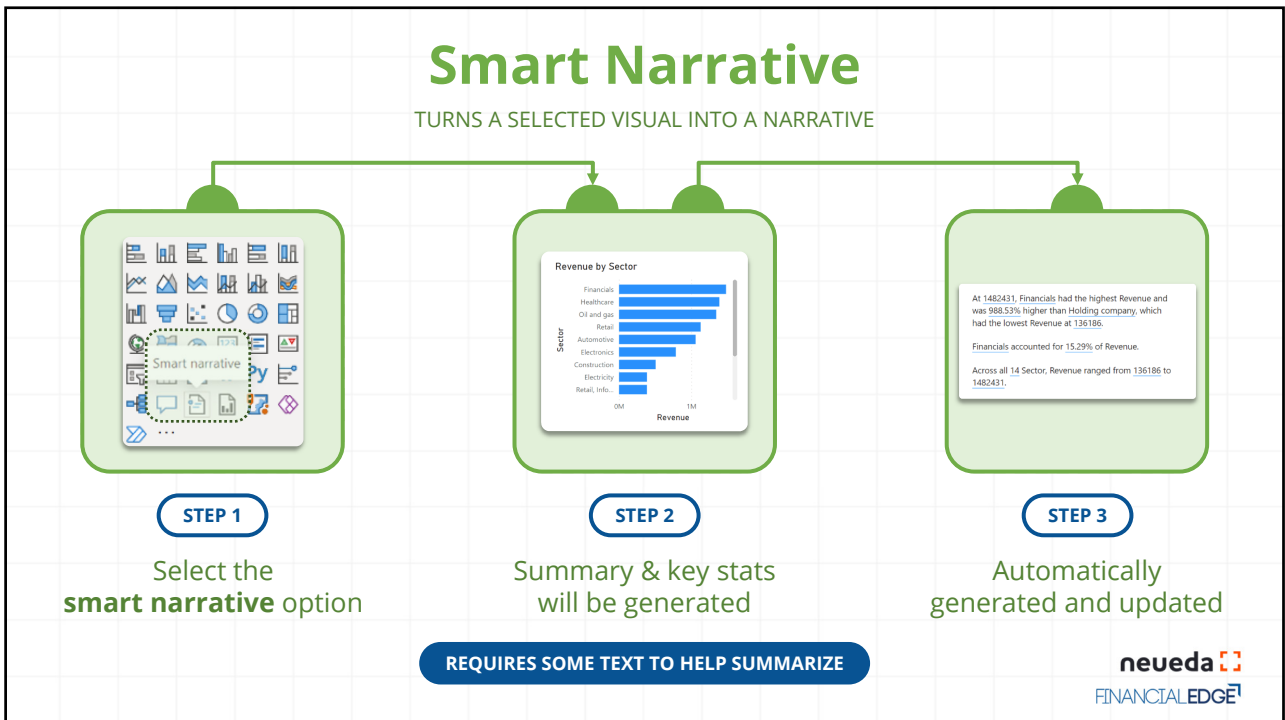 Smart Narrative
TURNS A SELECTED VISUAL INTO A NARRATIVE
123
Smart narrative
Py
...
Revenue by Sector
Sector
Financials
Healthcare
Oil and gas
Retail
Automotive
Electronics
Construction
Electricity
Retail, Info...
0M
1M
Revenue
At 1482431, Financials had the highest Revenue and
was 988.53% higher than Holding company, which
had the lowest Revenue at 136186.
Financials accounted for 15.29% of Revenue.
Across all 14 Sector, Revenue ranged from 136186 to
1482431.
STEP 1
Select the
smart narrative option
STEP 2
Summary & key stats
will be generated
STEP 3
Automatically
generated and updated
REQUIRES SOME TEXT TO HELP SUMMARIZE
neueda
FINANCIALEDGE